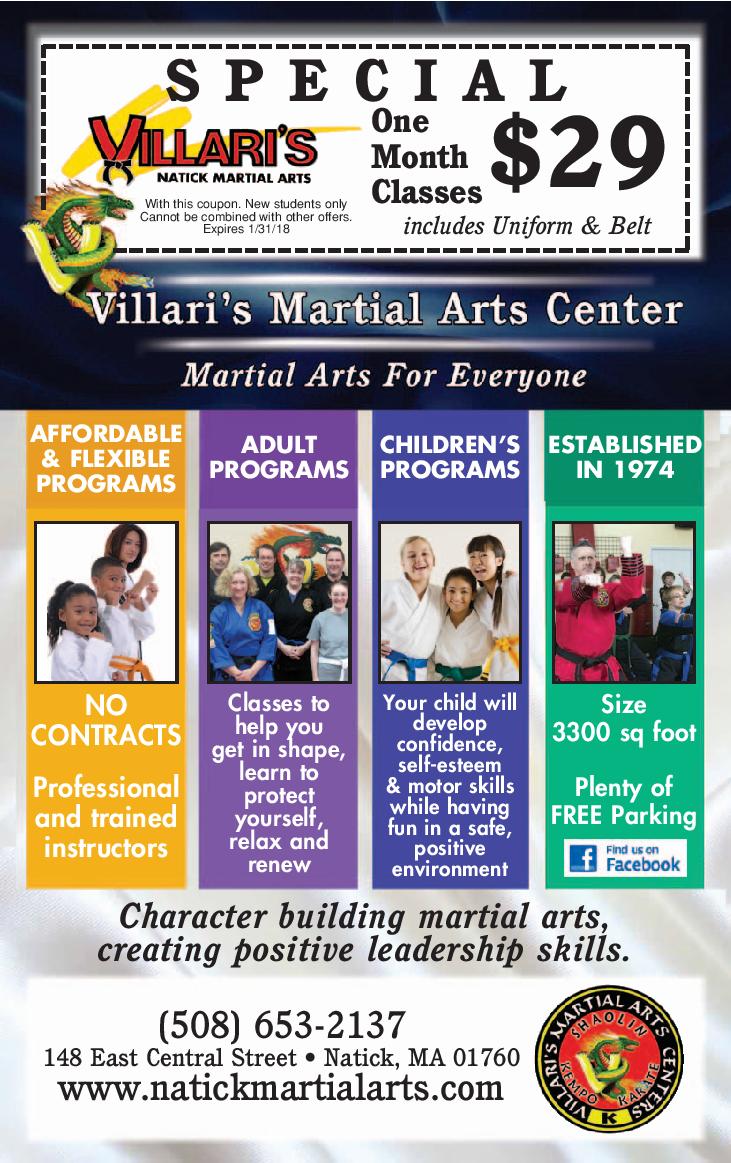 SPECIAL
VILLARI'S
NATICK MARTIAL ARTS
With this coupon. New students only
Cannot be combined with other offers.
Expires 1/31/18
One
Month
Classes
$29
includes Uniform & Belt
Villari's Martial Arts Center
Martial Arts For Everyone
AFFORDABLE
& FLEXIBLE
PROGRAMS
NO
CONTRACTS
Professional
and trained
instructors
ADULT
PROGRAMS
Classes to
help you
get in shape,
learn to
protect
yourself,
relax and
renew
CHILDREN'S
PROGRAMS
Your child will
develop
confidence,
self-esteem
& motor skills
while having
fun in a safe,
positive
environment
ESTABLISHED
IN 1974
Size
3300 sq foot
Plenty of
FREE Parking
f
Find us on
Facebook
Character building martial arts,
creating positive leadership skills.
(508) 653-2137
148 East Central Street • Natick, MA 01760
www.natickmartialarts.com
VILLARI'S MARTIAL ARTS CENTERS
SHAOLIN
KEMPO KARATE
K